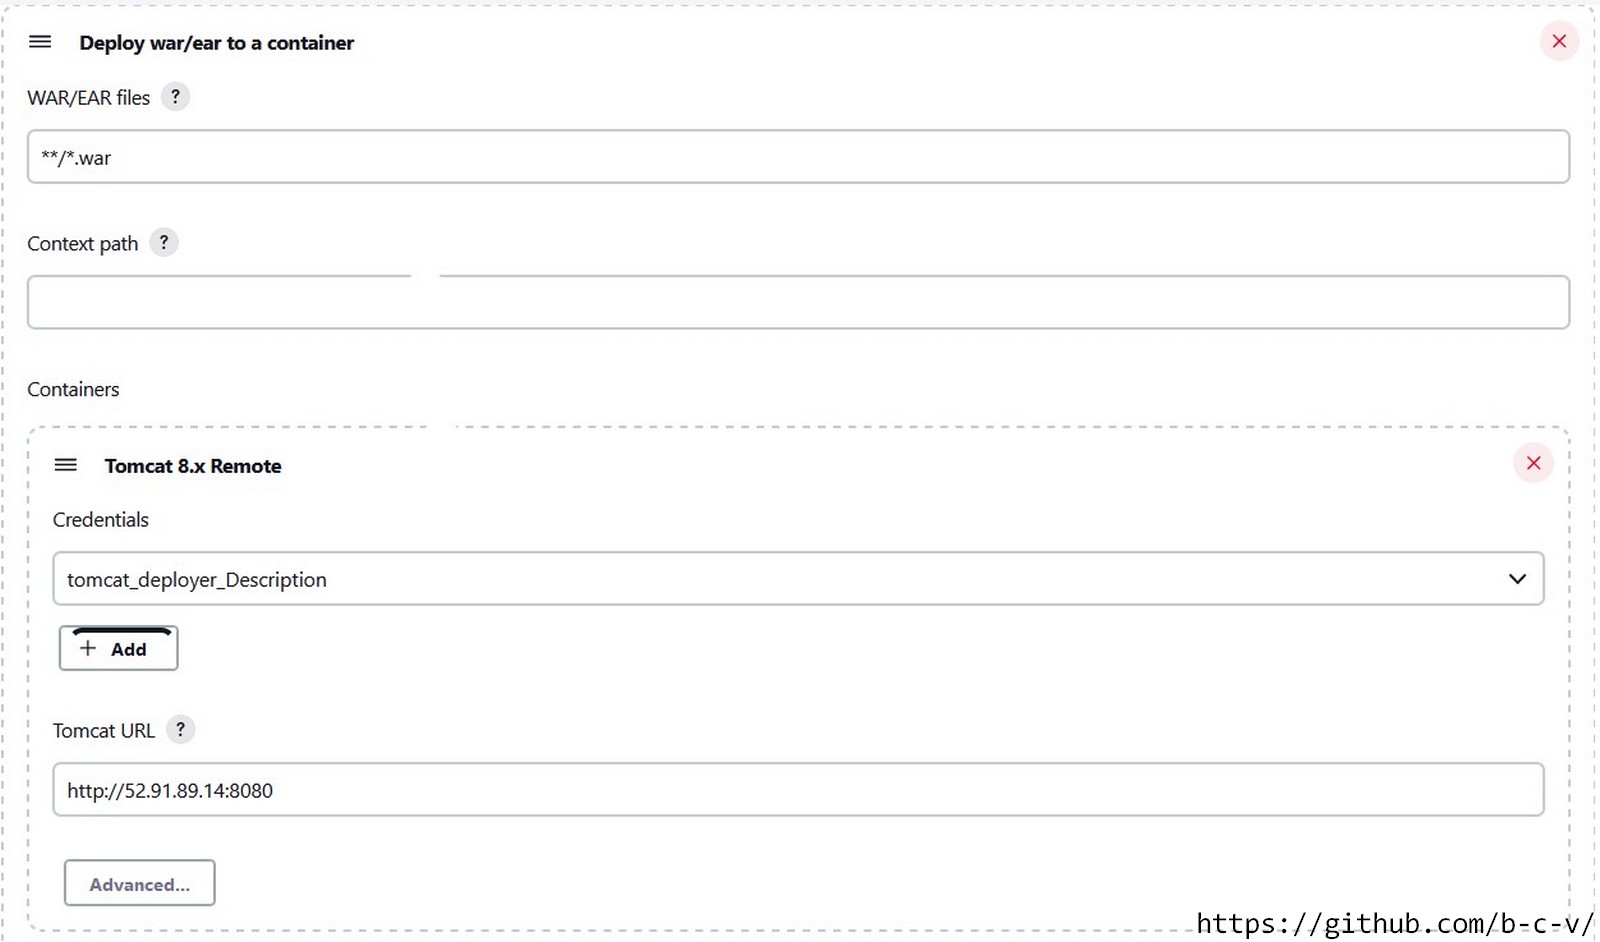 Deploy war/ear to a container
WAR/EAR files ?
**/*.war
Context path ?
Containers
Tomcat 8.x Remote
Credentials
tomcat_deployer_Description
+ Add
Tomcat URL ?
http://52.91.89.14:8080
Advanced...
https://github.com/b-c-v/